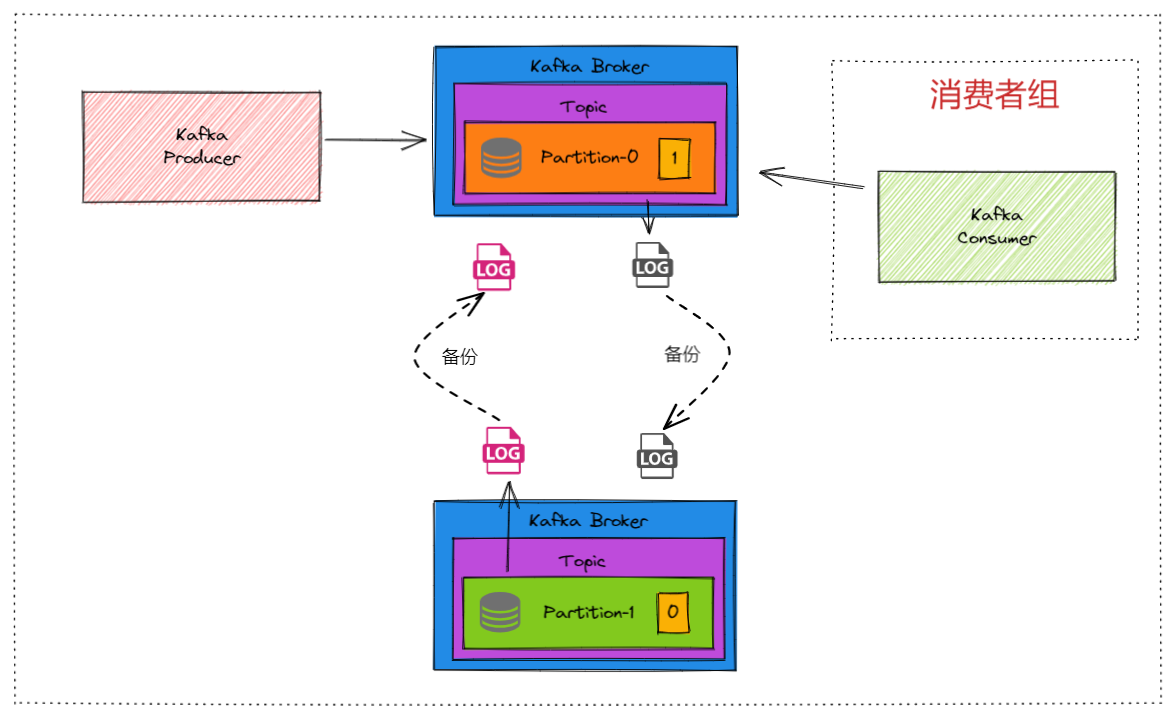 Kafka Broker
Topic
Partition-0
1
Kafka
Producer
消费者组
Kafka
Consumer
LOG
LOG
备份
备份
LOG
LOG
Kafka Broker
Topic
Partition-1
0